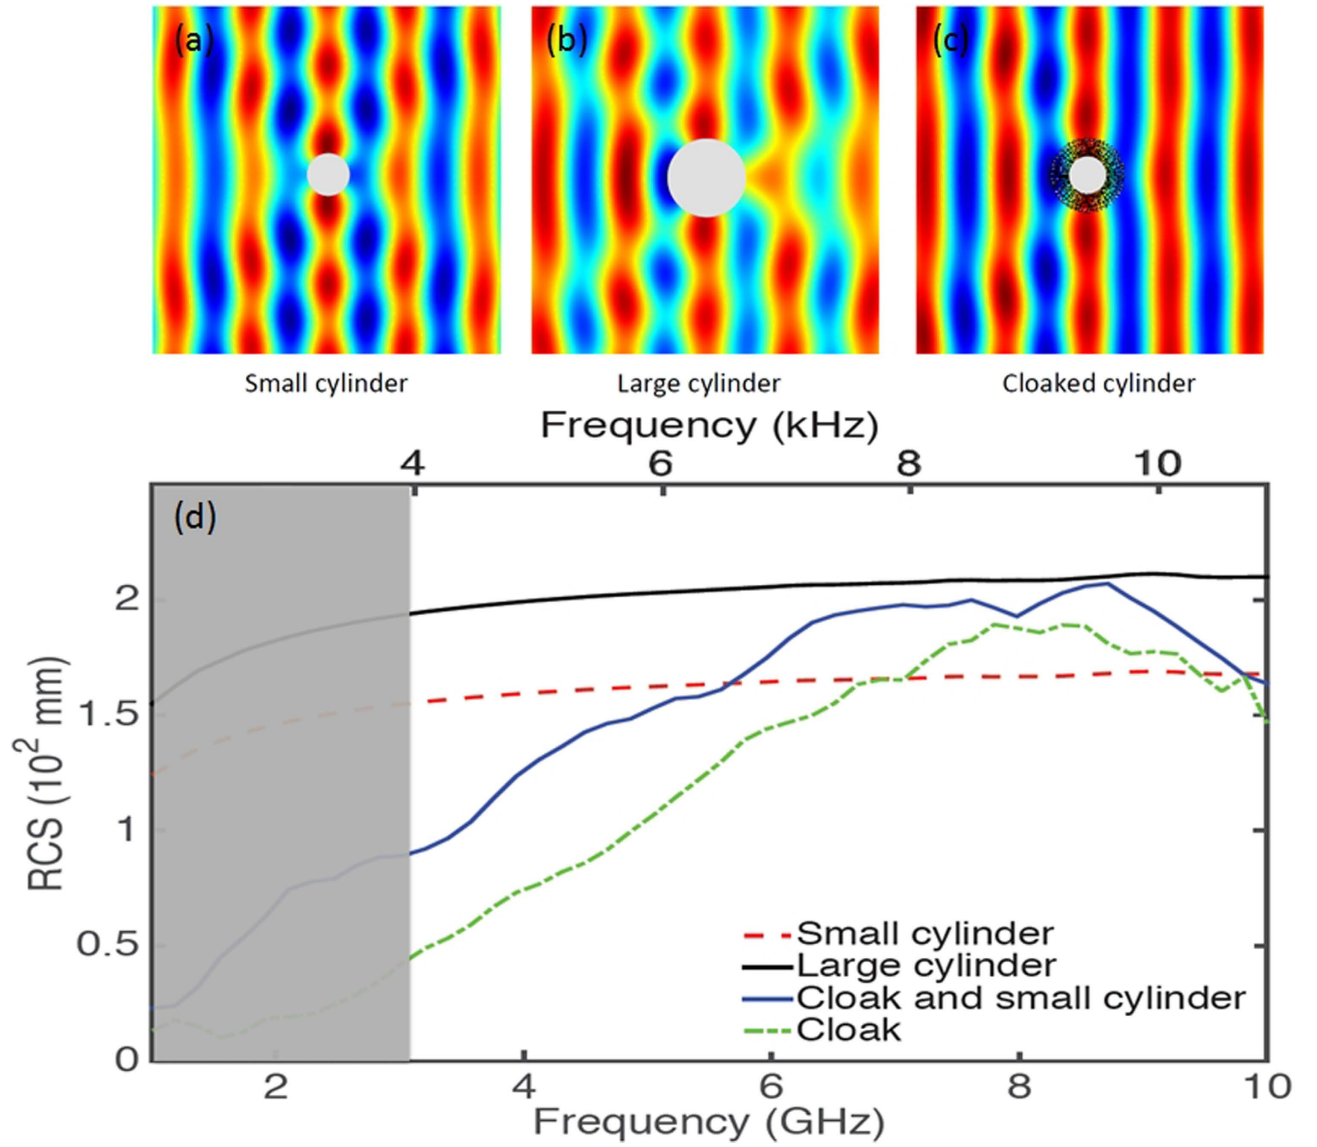 (a) (b) (c)
Small cylinder Large cylinder Cloaked cylinder
Frequency (kHz)
4 6 8 10
(d)
2
1.5
1
0.5
0
RCS (10² mm)
Small cylinder
Large cylinder
Cloak and small cylinder
Cloak
2 4 6 8 10
Frequency (GHz)